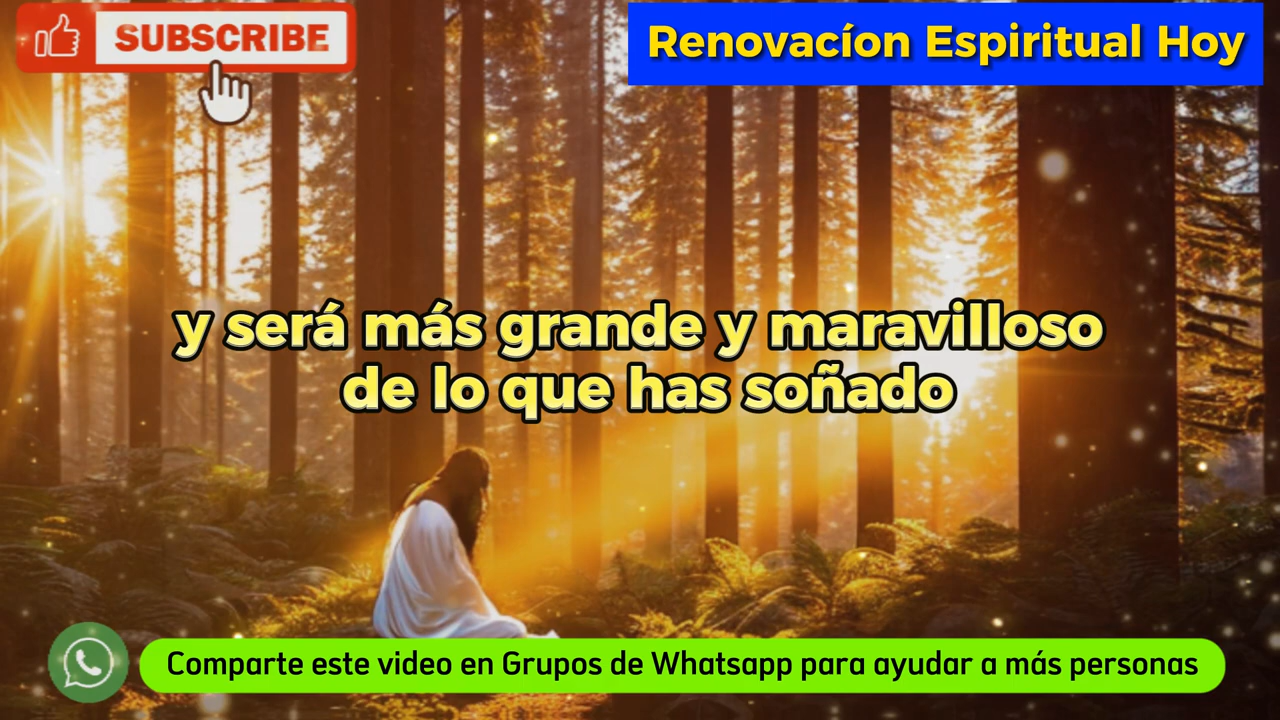 SUBSCRIBE
Renovacíon Espiritual Hoy
y será más grande y maravilloso
de lo que has soñado
Comparte este video en Grupos de Whatsapp para ayudar a más personas